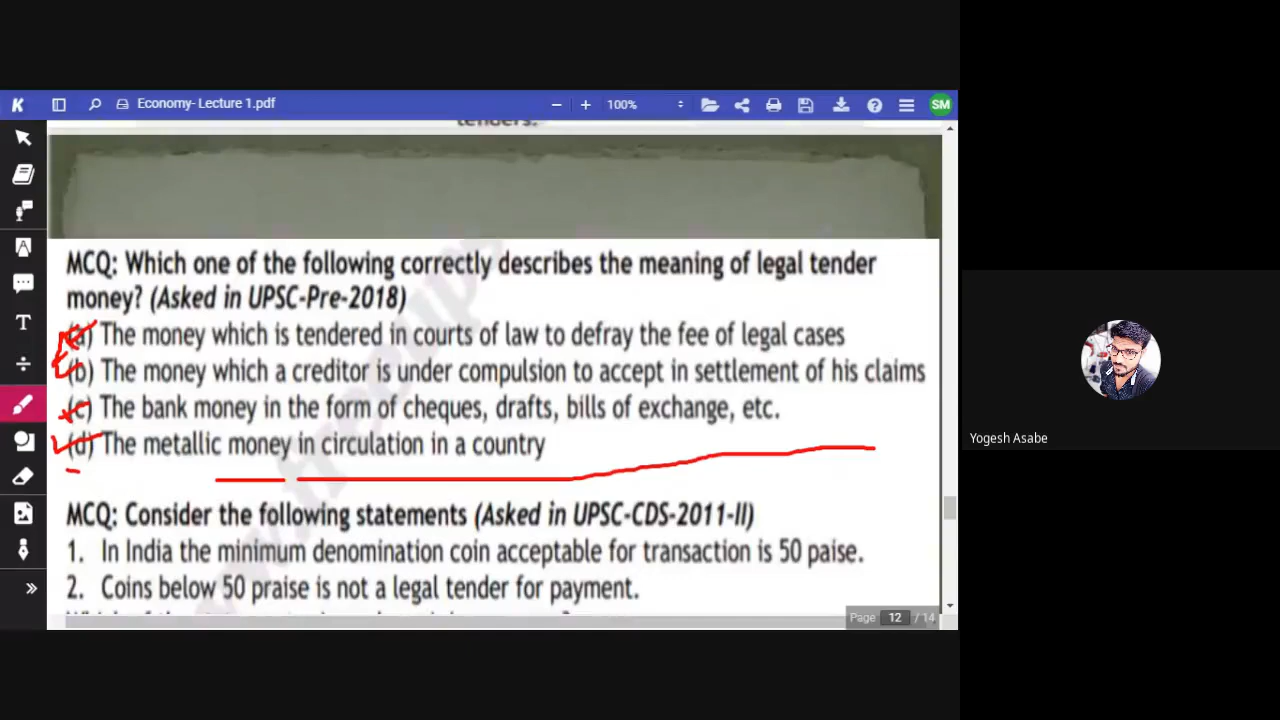 Economy- Lecture 1.pdf
100%
SM
tenders.
MCQ: Which one of the following correctly describes the meaning of legal tender
money? (Asked in UPSC-Pre-2018)
(a) The money which is tendered in courts of law to defray the fee of legal cases
(b) The money which a creditor is under compulsion to accept in settlement of his claims
(c) The bank money in the form of cheques, drafts, bills of exchange, etc.
(d) The metallic money in circulation in a country
MCQ: Consider the following statements (Asked in UPSC-CDS-2011-II)
1. In India the minimum denomination coin acceptable for transaction is 50 paise.
2. Coins below 50 praise is not a legal tender for payment.
Page 12 / 14
Yogesh Asabe